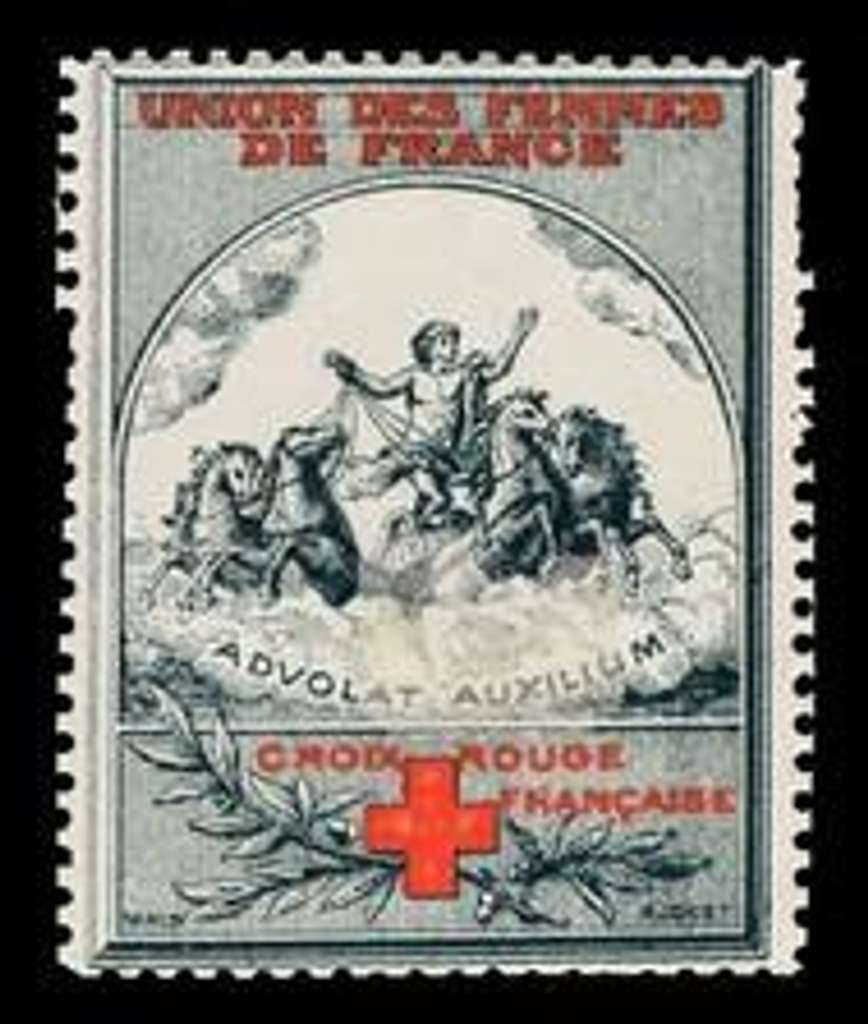 UNION DES FEMMES
DE FRANCE
ADVOLAT AUXILIUM
CROIX ROUGE
FRANÇAISE